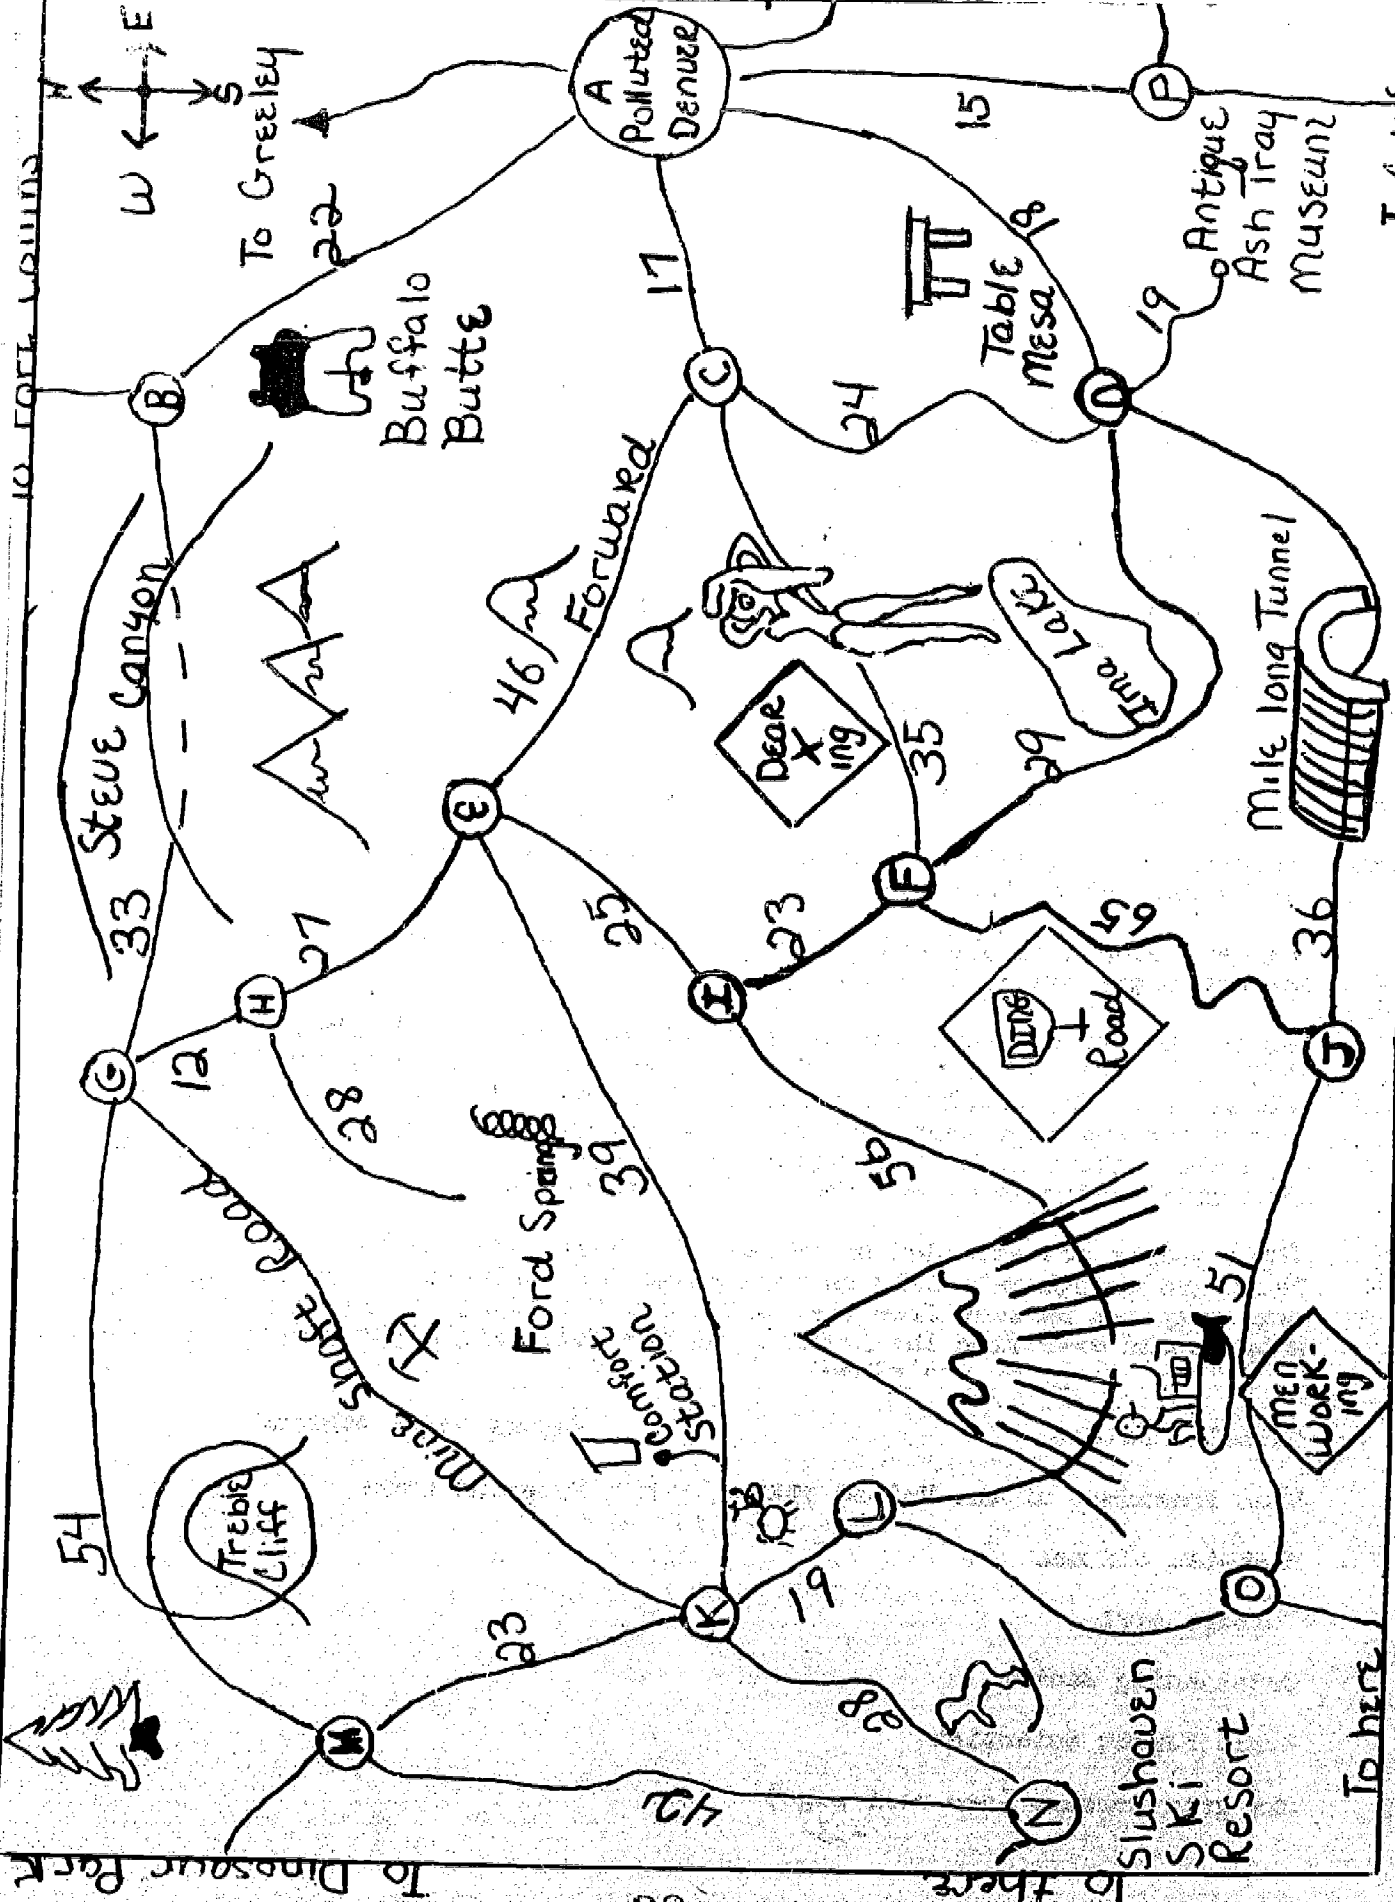 To Fort Collins
N
W
E
S
To Greeley
A
Polluted
Denver
22
B
17
15
P
18
Table
Mesa
Antique
Ash Tray
Museum
19
Buffalo
Butte
C
24
D
Steve Canyon
33
Forward
46
Dear
X
ing
35
Irma Lake
29
Mile long Tunnel
E
F
27
25
23
65
36
H
G
12
I
J
DING
Road
28
Ford Springs
39
56
51
Mine Shaft Road
Comfort
Station
MEN
WORK-
ing
54
Treble
Cliff
K
L
O
19
23
28
M
N
42
Slushaven
Ski
Resort
To here
To there
To Dinosaur Park